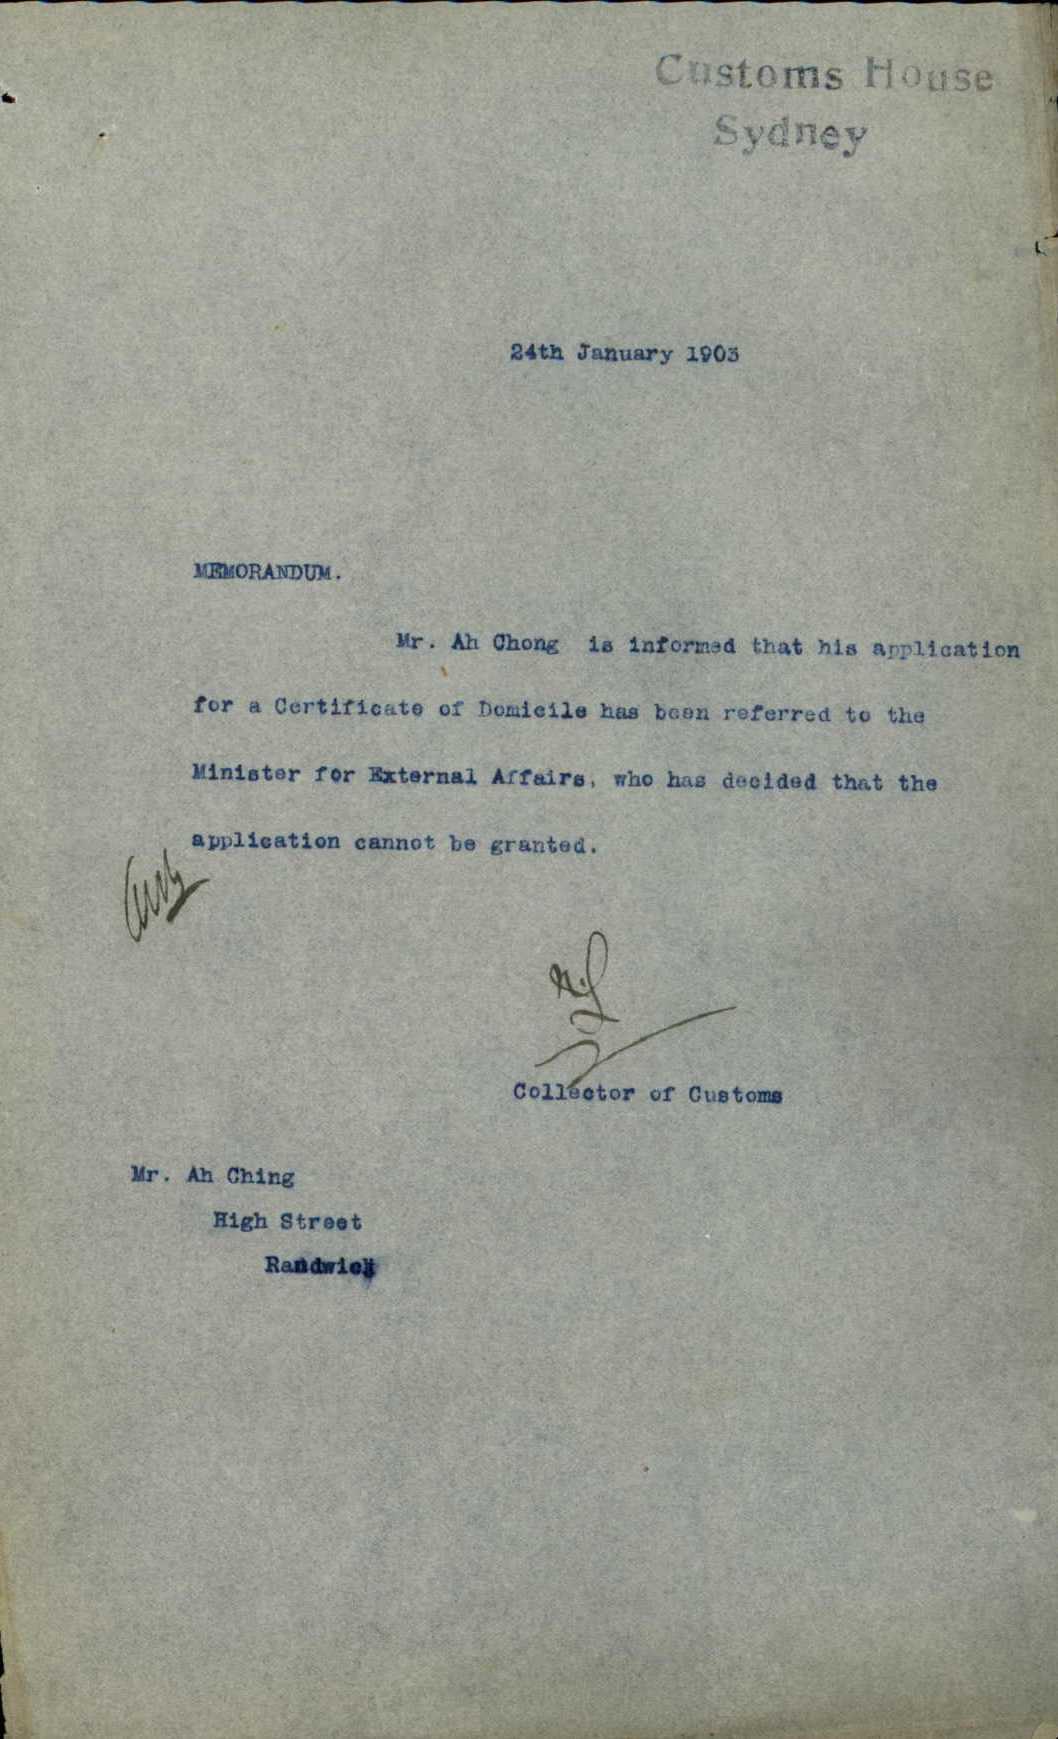 Customs House
Sydney
24th January 1903
MEMORANDUM.
Mr. Ah Chong is informed that his application
for a Certificate of Domicile has been referred to the
Minister for External Affairs, who has decided that the
application cannot be granted.
Collector of Customs
Mr. Ah Ching
High Street
Randwick